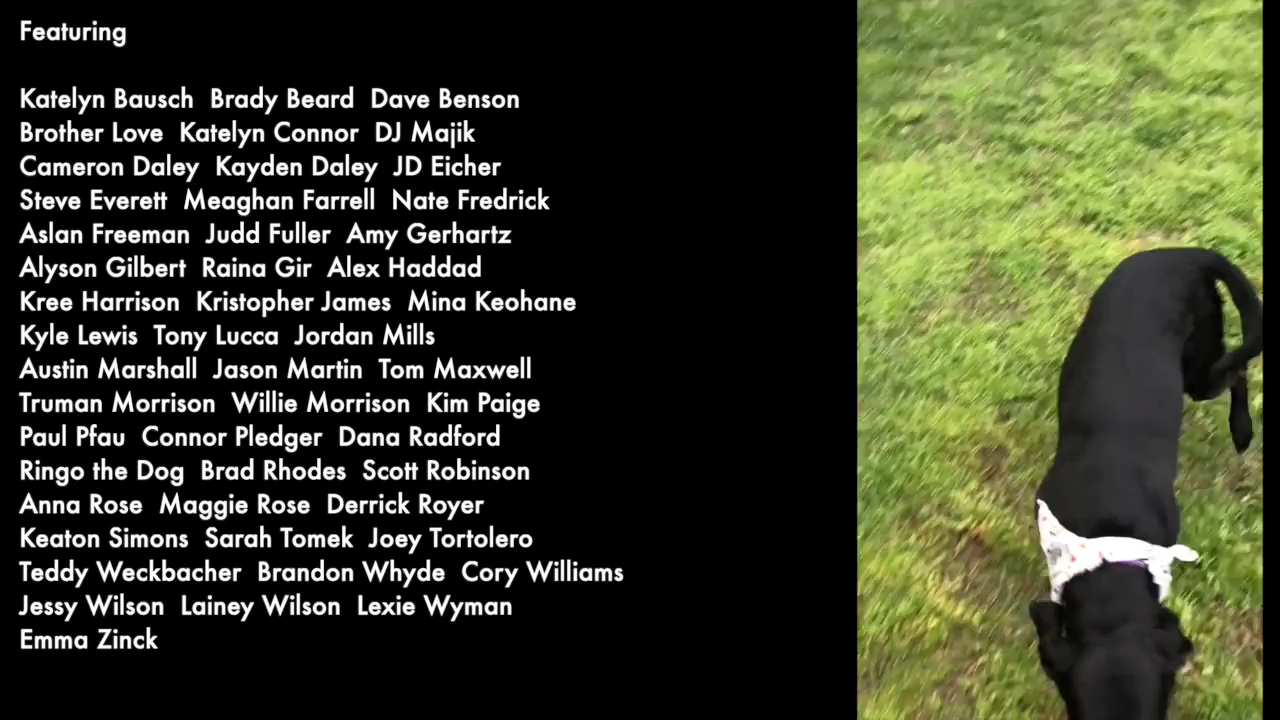 Featuring
Katelyn Bausch  Brady Beard  Dave Benson
Brother Love  Katelyn Connor  DJ Majik
Cameron Daley  Kayden Daley  JD Eicher
Steve Everett  Meaghan Farrell  Nate Fredrick
Aslan Freeman  Judd Fuller  Amy Gerhartz
Alyson Gilbert  Raina Gir  Alex Haddad
Kree Harrison  Kristopher James  Mina Keohane
Kyle Lewis  Tony Lucca  Jordan Mills
Austin Marshall  Jason Martin  Tom Maxwell
Truman Morrison  Willie Morrison  Kim Paige
Paul Pfau  Connor Pledger  Dana Radford
Ringo the Dog  Brad Rhodes  Scott Robinson
Anna Rose  Maggie Rose  Derrick Royer
Keaton Simons  Sarah Tomek  Joey Tortolero
Teddy Weckbacher  Brandon Whyde  Cory Williams
Jessy Wilson  Lainey Wilson  Lexie Wyman
Emma Zinck